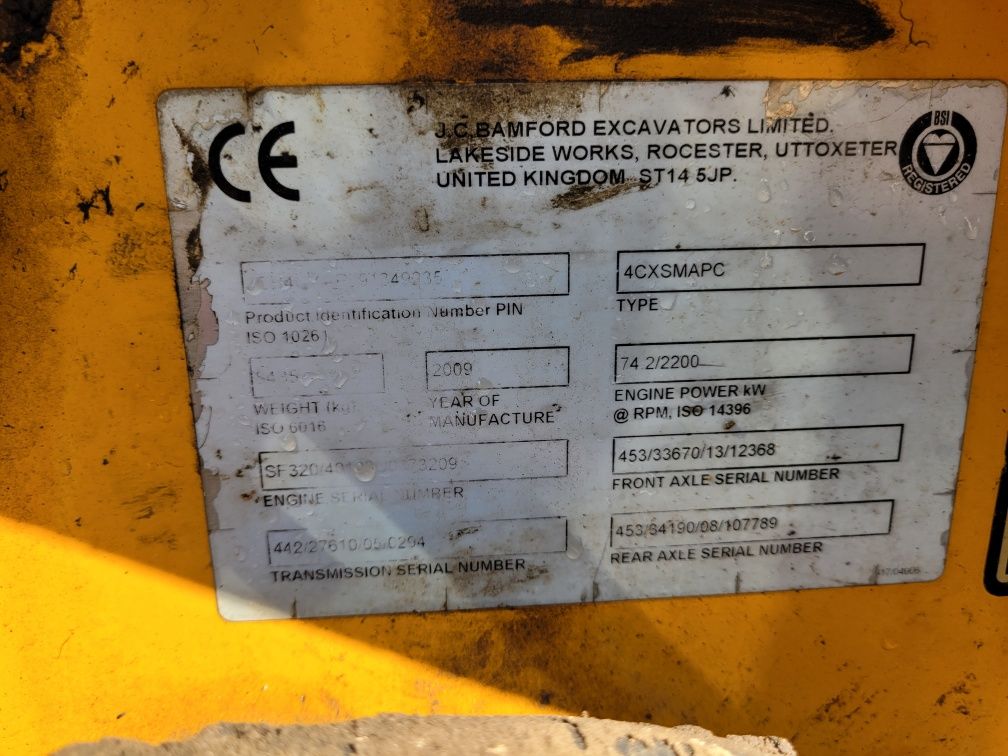 CE
J.C.BAMFORD EXCAVATORS LIMITED.
LAKESIDE WORKS, ROCESTER, UTTOXETER
UNITED KINGDOM ST14 5JP.
BSI
REGISTERED
4CXSMAPC
Product Identification Number PIN
ISO 10261
TYPE
2009
74.2/2200
WEIGHT (kg)
ISO 6016
YEAR OF
MANUFACTURE
ENGINE POWER kW
@ RPM, ISO 14396
453/33670/13/12368
ENGINE SERIAL NUMBER
FRONT AXLE SERIAL NUMBER
442/27610/05/0294
453/34190/08/107789
TRANSMISSION SERIAL NUMBER
REAR AXLE SERIAL NUMBER